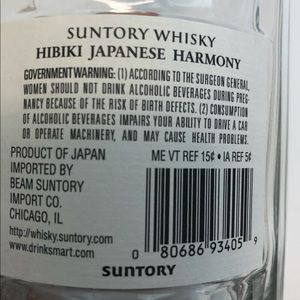 SUNTORY WHISKY
HIBIKI JAPANESE HARMONY
GOVERNMENT WARNING: (1) ACCORDING TO THE SURGEON GENERAL,
WOMEN SHOULD NOT DRINK ALCOHOLIC BEVERAGES DURING PREG-
NANCY BECAUSE OF THE RISK OF BIRTH DEFECTS. (2) CONSUMPTION
OF ALCOHOLIC BEVERAGES IMPAIRS YOUR ABILITY TO DRIVE A CAR
OR OPERATE MACHINERY, AND MAY CAUSE HEALTH PROBLEMS.
PRODUCT OF JAPAN
IMPORTED BY
BEAM SUNTORY
IMPORT CO.
CHICAGO, IL
http://whisky.suntory.com
www.drinksmart.com
ME VT REF 15¢ • IA REF 5¢
0 80686 93405 9
SUNTORY